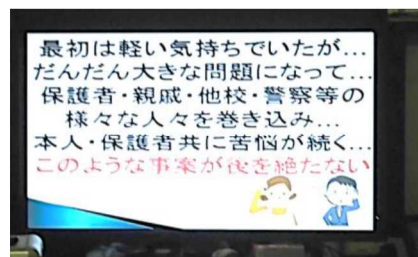 最初は軽い気持ちでいたが…
だんだん大きな問題になって…
保護者・親戚・他校・警察等の
様々な人々を巻き込み…
本人・保護者共に苦悩が続く…
このような事案が後を絶たない